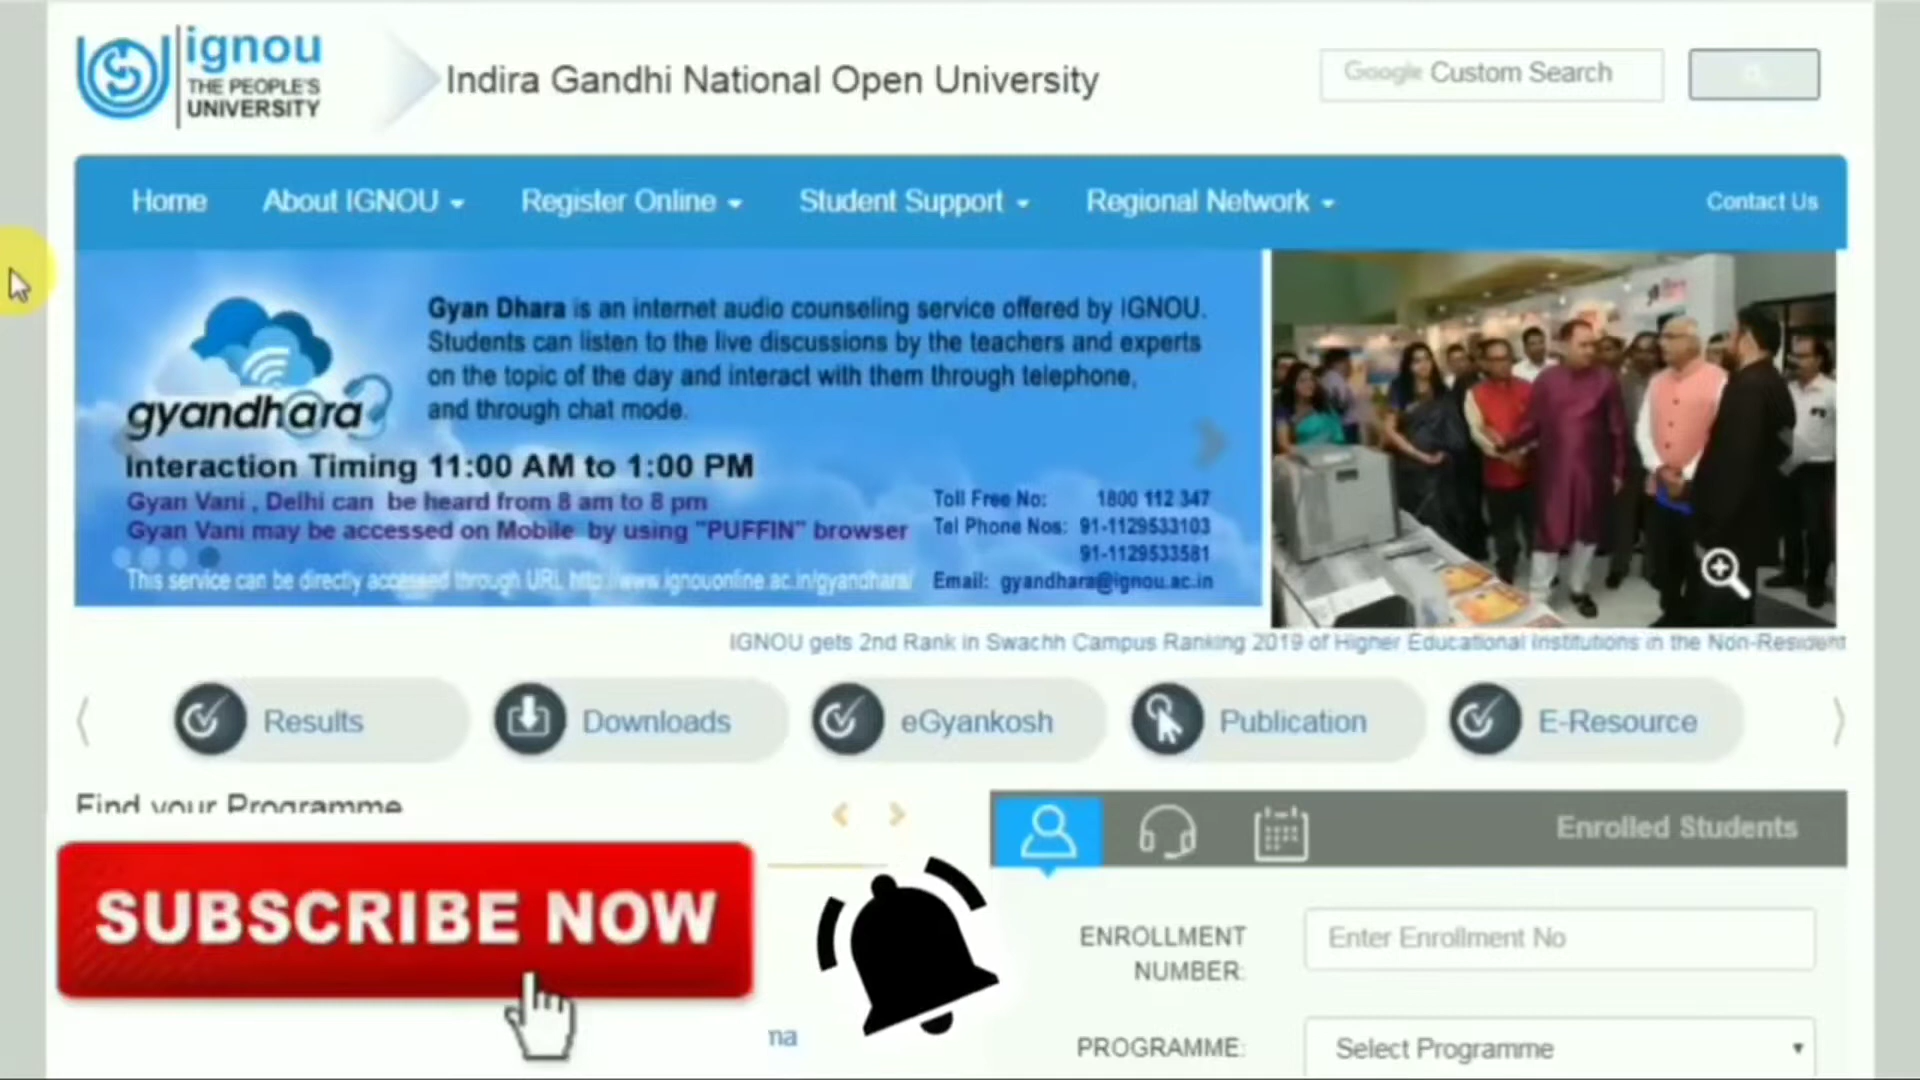 ignou
THE PEOPLE'S
UNIVERSITY
Indira Gandhi National Open University
Google Custom Search
Home
About IGNOU
Register Online
Student Support
Regional Network
Contact Us
gyandhara
Gyan Dhara is an internet audio counseling service offered by IGNOU.
Students can listen to the live discussions by the teachers and experts
on the topic of the day and interact with them through telephone,
and through chat mode.
Interaction Timing 11:00 AM to 1:00 PM
Gyan Vani , Delhi can be heard from 8 am to 8 pm
Gyan Vani may be accessed on Mobile by using "PUFFIN" browser
This service can be directly accessed through URL http://www.ignouonline.ac.in/gyandhara/
Toll Free No: 1800 112 347
Tel Phone Nos: 91-1129533103
91-1129533581
Email: gyandhara@ignou.ac.in
IGNOU gets 2nd Rank in Swachh Campus Ranking 2019 of Higher Educational Institutions in the Non-Resident
Results
Downloads
eGyankosh
Publication
E-Resource
Find your Programme
Enrolled Students
SUBSCRIBE NOW
ma
ENROLLMENT
NUMBER:
Enter Enrollment No
PROGRAMME:
Select Programme